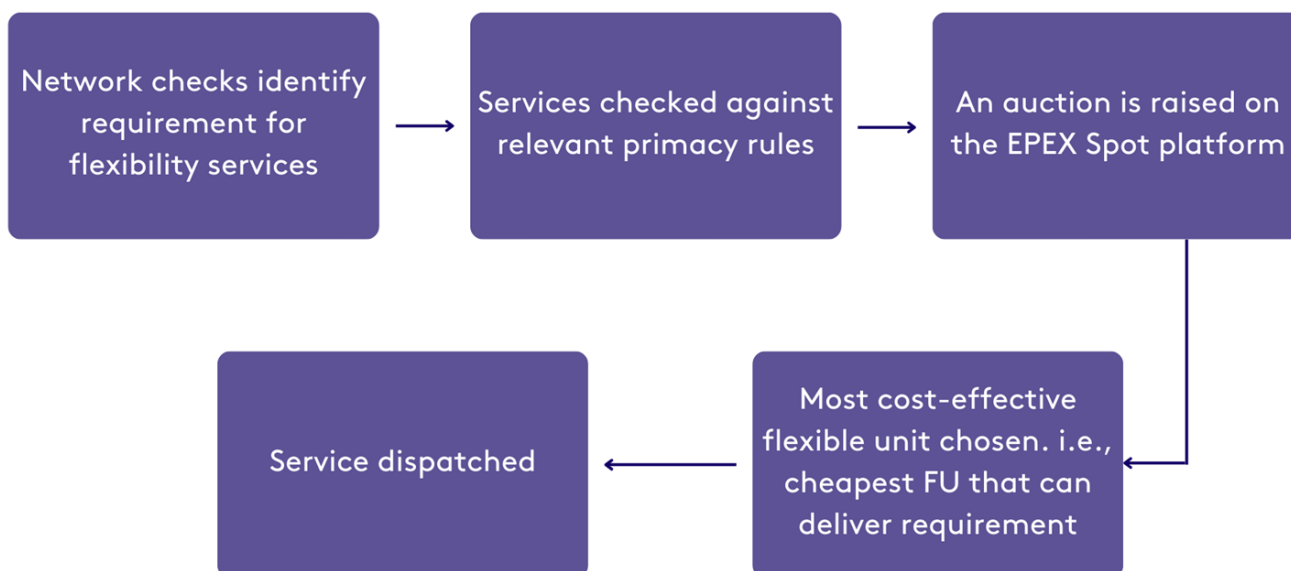 Network checks identify
requirement for
flexibility services
Services checked against
relevant primacy rules
An auction is raised on
the EPEX Spot platform
Most cost-effective
flexible unit chosen. i.e.,
cheapest FU that can
deliver requirement
Service dispatched